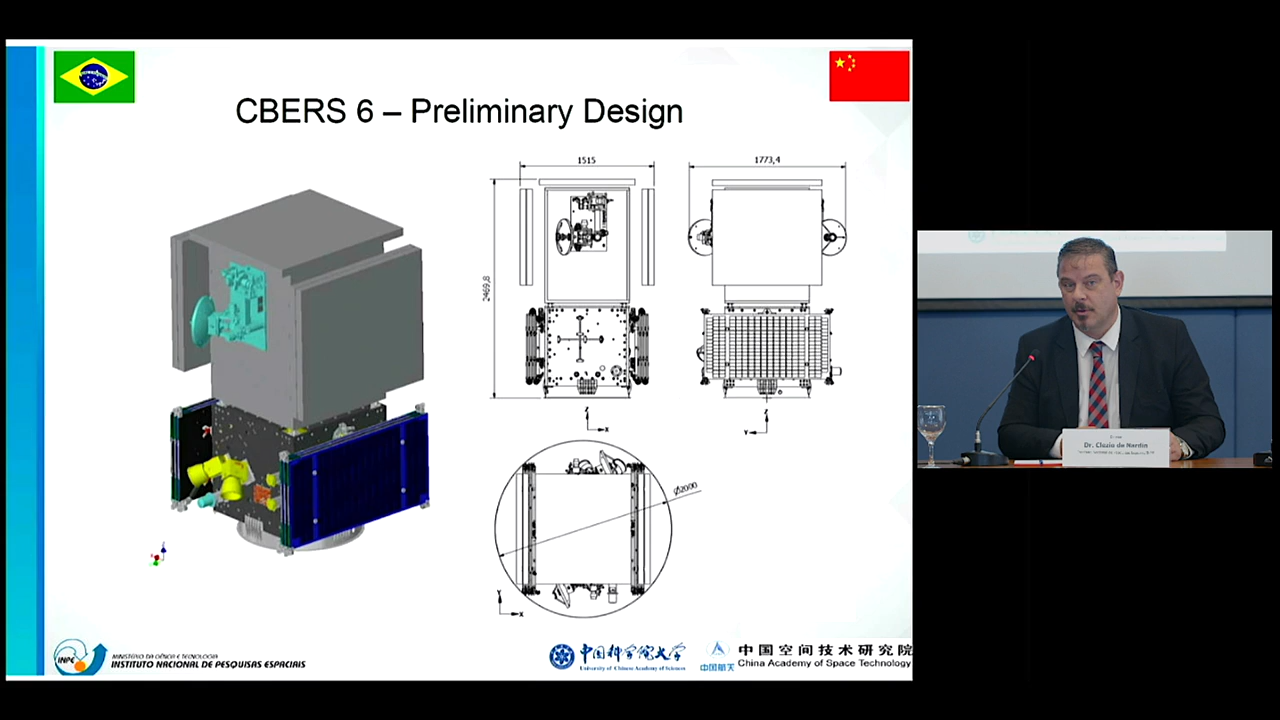 CBERS 6 – Preliminary Design
1515
1773,4
2469,8
Z
X
Z
Y
Ø2000
Y
X
INPE
MINISTÉRIO DA CIÊNCIA E TECNOLOGIA
INSTITUTO NACIONAL DE PESQUISAS ESPACIAIS
中国科学院大学
University of Chinese Academy of Sciences
中国航天
中国空间技术研究院
China Academy of Space Technology
Dr. Clezio de Nardin